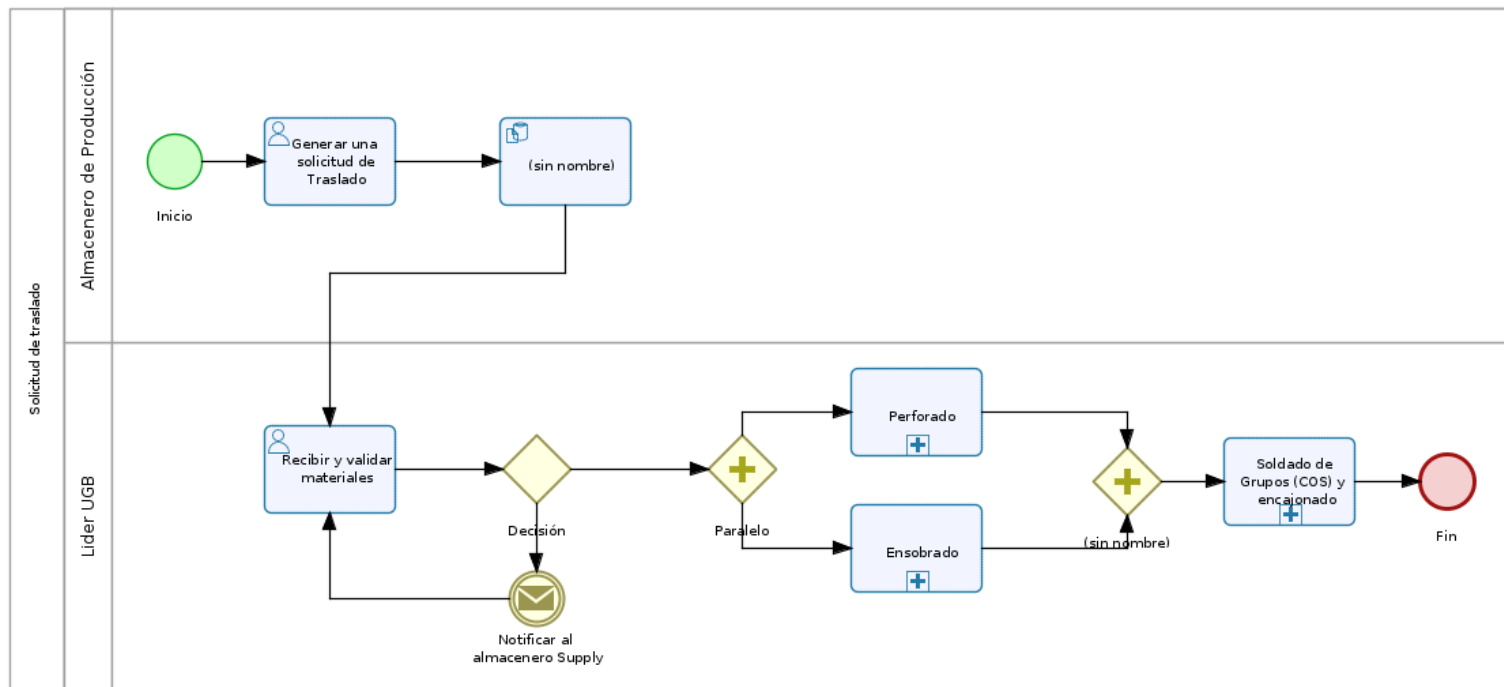 Solicitud de traslado
Almacenero de Producción
Inicio
Generar una
solicitud de
Traslado
(sin nombre)
Lider UGB
Recibir y validar
materiales
Decisión
Notificar al
almacenero Supply
Paralelo
Perforado
Ensobrado
(sin nombre)
Soldado de
Grupos (COS) y
encajonado
Fin